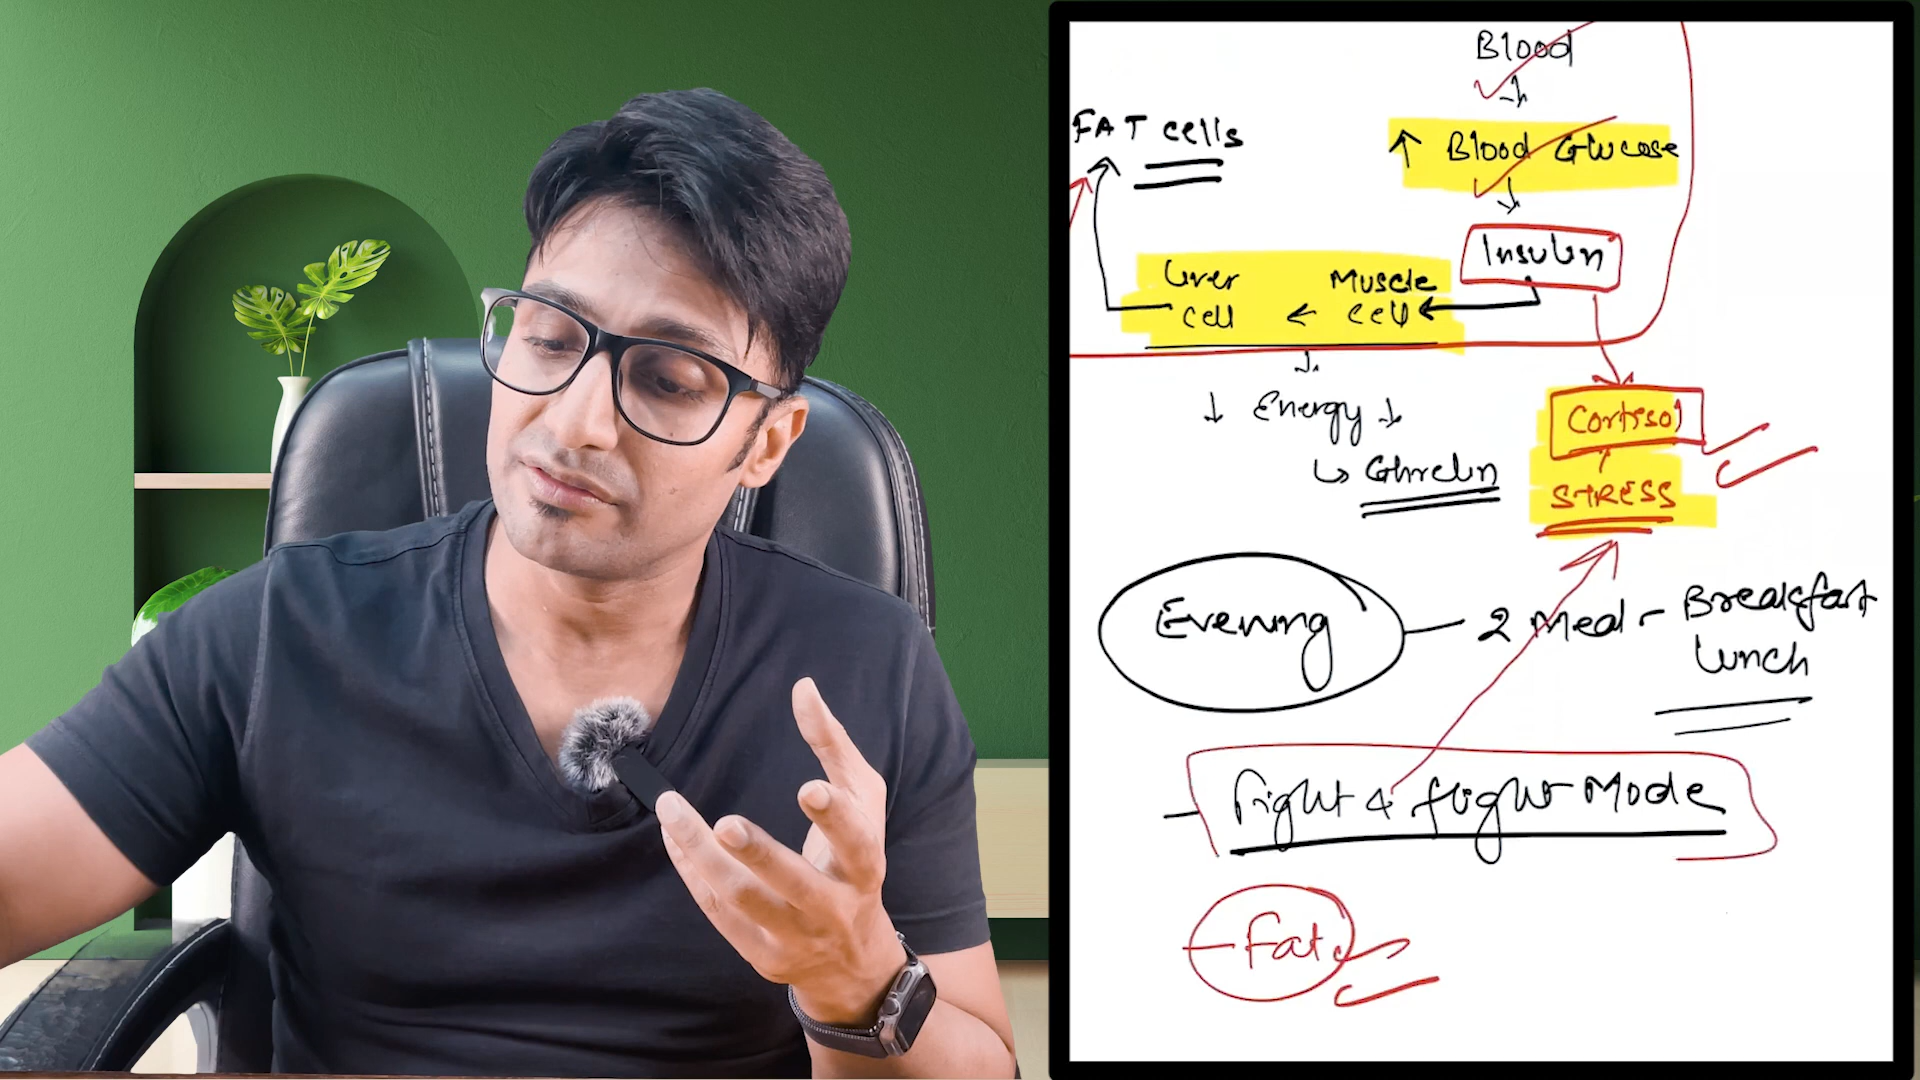 Blood
FAT cells
↑ Blood Glucose
Insulin
Liver Muscle
cell ← cell
↓ Energy ↓
Cortisol
↳ Ghrelin
STRESS
Evening — 2 Meal - Breakfast
Lunch
- Fight & flight Mode
- Fat